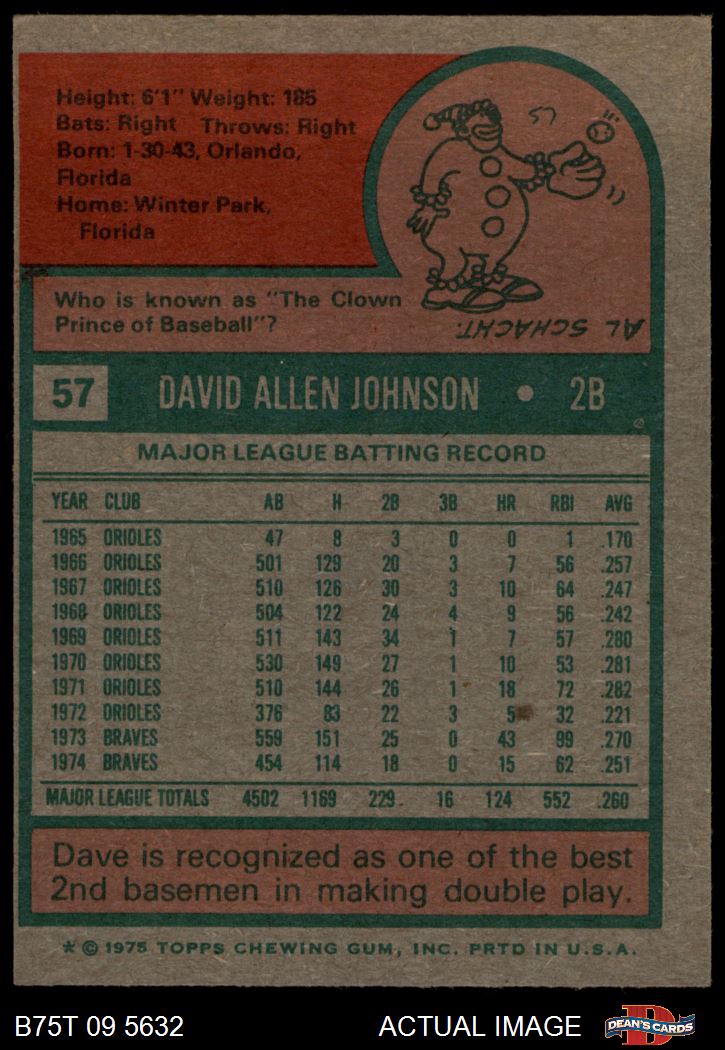 Height: 6'1" Weight: 185
Bats: Right Throws: Right
Born: 1-30-43, Orlando,
Florida
Home: Winter Park,
Florida
57
Who is known as "The Clown
Prince of Baseball"?
AL SCHACHT.
57 DAVID ALLEN JOHNSON • 2B
MAJOR LEAGUE BATTING RECORD
YEAR CLUB AB H 2B 3B HR RBI AVG
1965 ORIOLES 47 8 3 0 0 1 .170
1966 ORIOLES 501 129 20 3 7 56 .257
1967 ORIOLES 510 126 30 3 10 64 .247
1968 ORIOLES 504 122 24 4 9 56 .242
1969 ORIOLES 511 143 34 1 7 57 .280
1970 ORIOLES 530 149 27 1 10 53 .281
1971 ORIOLES 510 144 26 1 18 72 .282
1972 ORIOLES 376 83 22 3 5 32 .221
1973 BRAVES 559 151 25 0 43 99 .270
1974 BRAVES 454 114 18 0 15 62 .251
MAJOR LEAGUE TOTALS 4502 1169 229 16 124 552 .260
Dave is recognized as one of the best
2nd basemen in making double play.
* © 1975 TOPPS CHEWING GUM, INC. PRTD IN U.S.A.
B75T 09 5632 ACTUAL IMAGE
D
DEAN'S CARDS